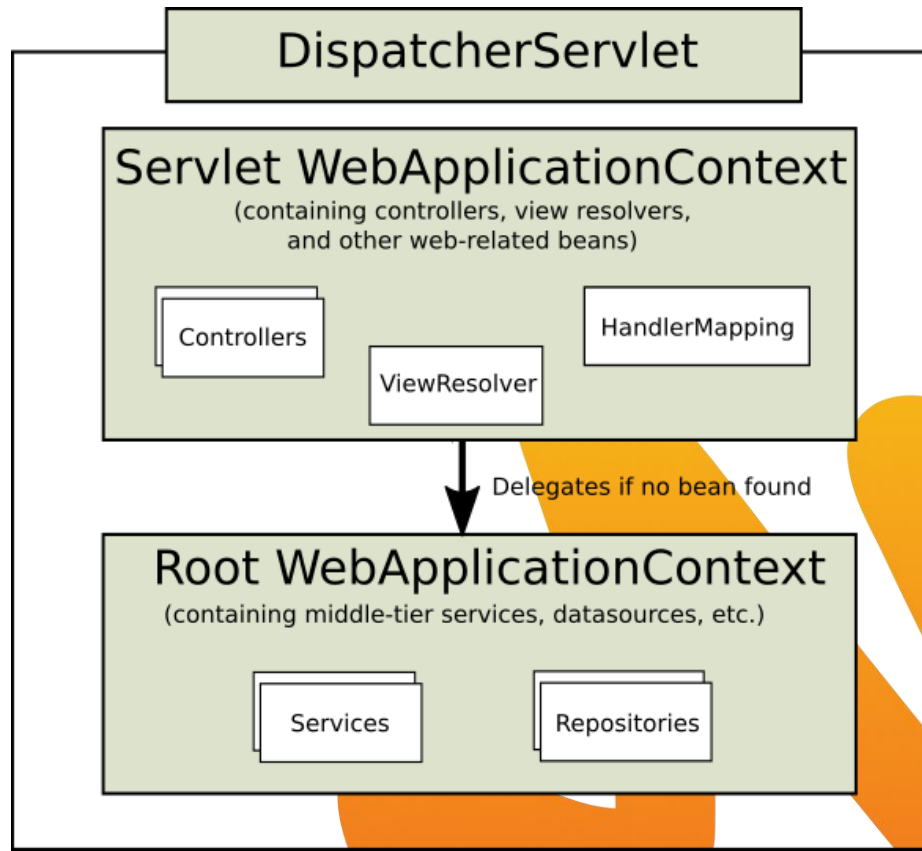 DispatcherServlet
Servlet WebApplicationContext
(containing controllers, view resolvers,
and other web-related beans)
Controllers
HandlerMapping
ViewResolver
Delegates if no bean found
Root WebApplicationContext
(containing middle-tier services, datasources, etc.)
Services
Repositories